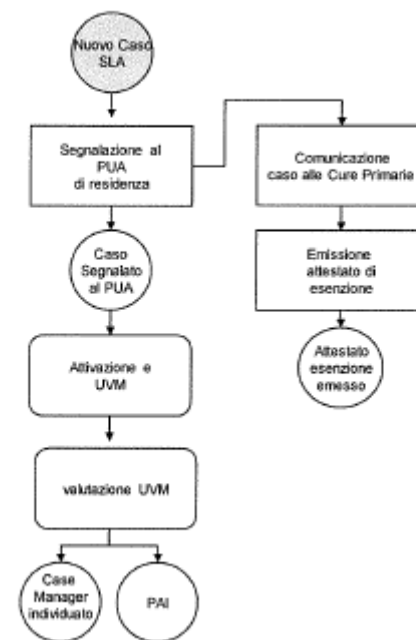 Nuovo Caso
SLA
Segnalazione al
PUA
di residenza
Comunicazione
caso alle Cure Primarie
Caso
Segnalato
al PUA
Emissione
attestato di
esenzione
Attivazione e
UVM
Attestato
esenzione
emesso
valutazione UVM
Case
Manager
individuato
PAI